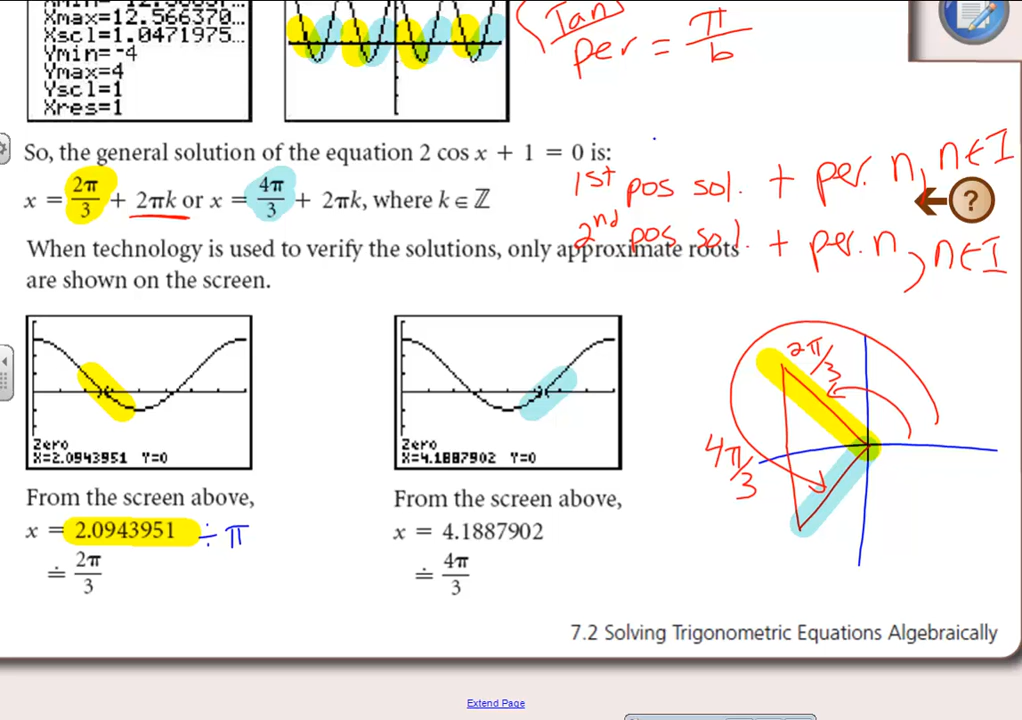 Xmax=12.566370...
Xscl=1.0471975...
Ymin=-4
Ymax=4
Yscl=1
Xres=1
Tan
per = π/b
So, the general solution of the equation 2 cos x + 1 = 0 is:
x = 2π/3 + 2πk or x = 4π/3 + 2πk, where k ∈ ℤ
1st pos sol. + per. n, n∈I
2nd pos sol. + per. n, n∈I
?
When technology is used to verify the solutions, only approximate roots
are shown on the screen.
Zero
X=2.0943951 Y=0
Zero
X=4.1887902 Y=0
2π/3
4π/3
From the screen above,
x = 2.0943951 ÷ π
≐ 2π/3
From the screen above,
x = 4.1887902
≐ 4π/3
7.2 Solving Trigonometric Equations Algebraically
Extend Page